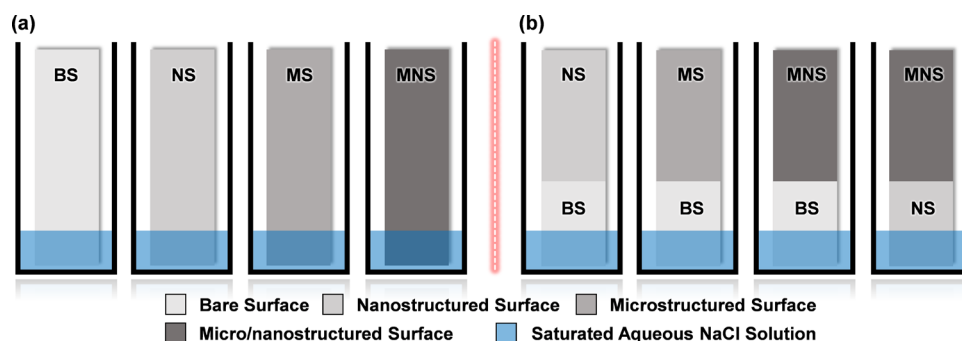 (a)
(b)
BS
NS
MS
MNS
NS
MS
MNS
MNS
BS
BS
BS
NS
Bare Surface
Nanostructured Surface
Microstructured Surface
Micro/nanostructured Surface
Saturated Aqueous NaCl Solution